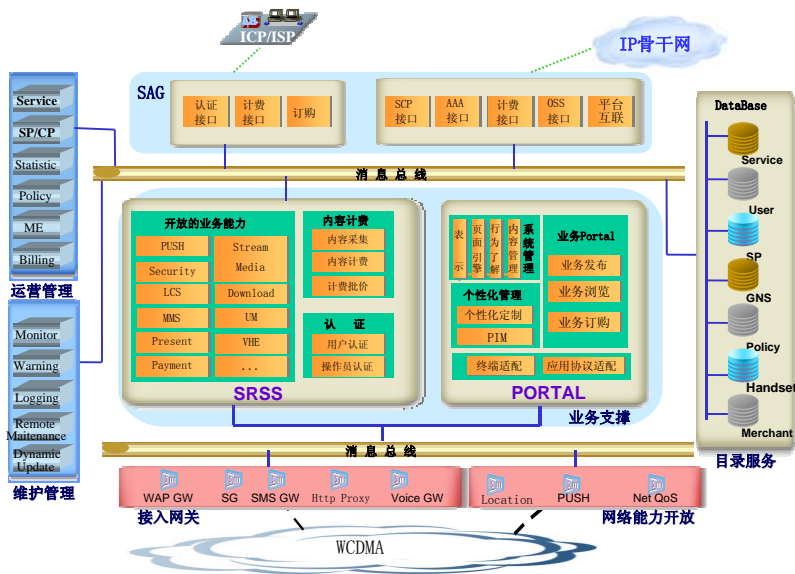 ICP/ISP
IP骨干网
SAG
认证
接口
计费
接口
订购
SCP
接口
AAA
接口
计费
接口
OSS
接口
平台
互联
消 息 总 线
Service
SP/CP
Statistic
Policy
ME
Billing
运营管理
Monitor
Warning
Logging
Remote
Maitenance
Dynamic
Update
维护管理
开放的业务能力
PUSH
Security
LCS
MMS
Present
Payment
Stream
Media
Download
UM
VHE
...
内容计费
内容采集
内容计费
计费批价
认 证
用户认证
操作员认证
SRSS
表 示
页面引擎
行为了解
内容管理
系统管理
个性化管理
个性化定制
PIM
业务Portal
业务发布
业务浏览
业务订购
终端适配
应用协议适配
PORTAL
业务支撑
DataBase
Service
User
SP
GNS
Policy
Handset
Merchant
目录服务
消 息 总 线
WAP GW
SG
SMS GW
Http Proxy
Voice GW
接入网关
Location
PUSH
Net QoS
网络能力开放
WCDMA